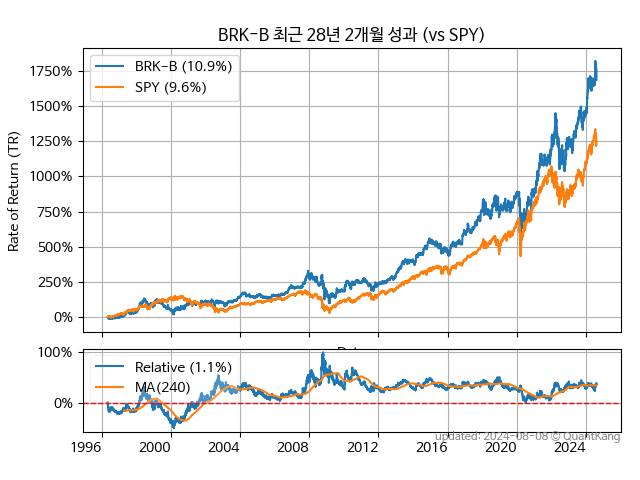 BRK-B 최근 28년 2개월 성과 (vs SPY)
BRK-B (10.9%)
SPY (9.6%)
Rate of Return (TR)
1750%
1500%
1250%
1000%
750%
500%
250%
0%
Relative (1.1%)
MA(240)
100%
0%
1996 2000 2004 2008 2012 2016 2020 2024
updated: 2024-08-08 © QuantKang